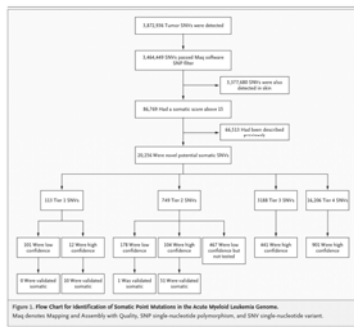 3,872,936 Tumor SNVs were detected
3,464,449 SNVs passed Maq software
SNP filter
3,377,680 SNVs were also
detected in skin
86,769 Had a somatic score above 15
66,513 Had been described
previously
20,256 Were novel potential somatic SNVs
113 Tier 1 SNVs
749 Tier 2 SNVs
3188 Tier 3 SNVs
16,206 Tier 4 SNVs
101 Were low
confidence
12 Were high
confidence
178 Were low
confidence
104 Were high
confidence
467 Were low
confidence but
not tested
441 Were high
confidence
901 Were high
confidence
0 Were validated
somatic
10 Were validated
somatic
1 Was validated
somatic
51 Were validated
somatic
Figure 1. Flow Chart for Identification of Somatic Point Mutations in the Acute Myeloid Leukemia Genome.
Maq denotes Mapping and Assembly with Quality, SNP single-nucleotide polymorphism, and SNV single-nucleotide variant.